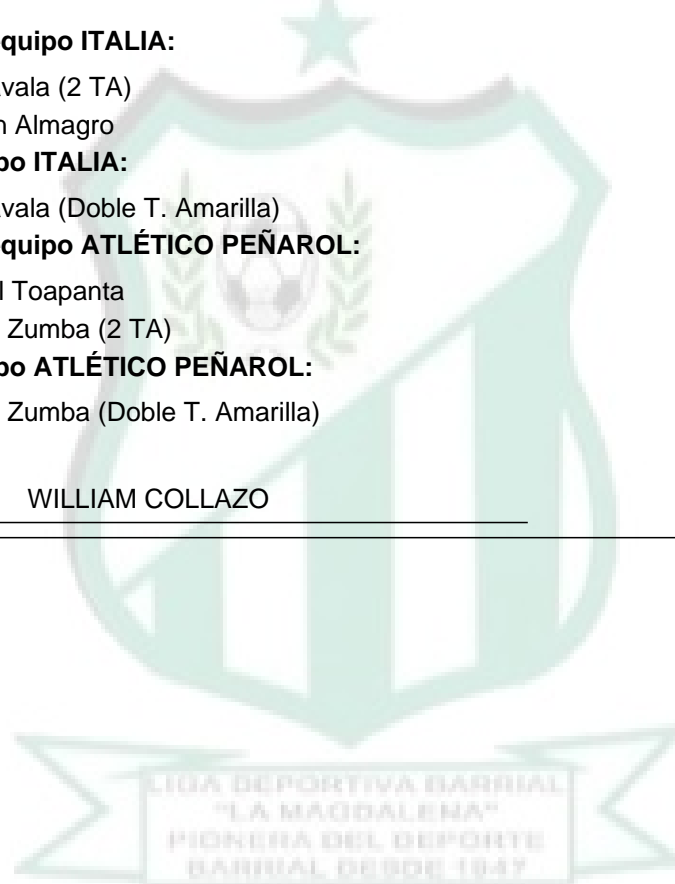 quipo ITALIA:
vala (2 TA)
n Almagro
po ITALIA:
vala (Doble T. Amarilla)
quipo ATLÉTICO PEÑAROL:
l Toapanta
Zumba (2 TA)
po ATLÉTICO PEÑAROL:
Zumba (Doble T. Amarilla)
WILLIAM COLLAZO
LIGA DEPORTIVA BARRIAL
"LA MAGDALENA"
PIONERA DEL DEPORTE
BARRIAL DESDE 1947